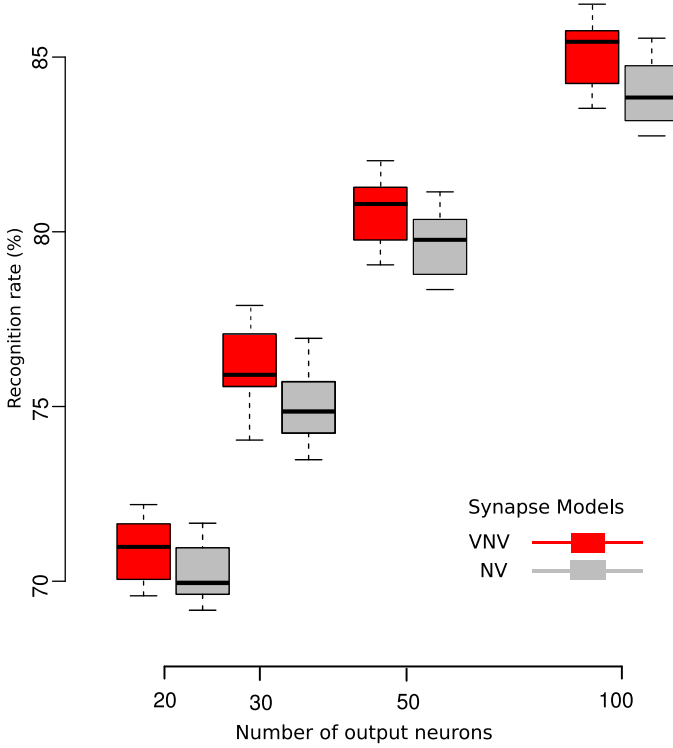 85
80
75
70
Recognition rate (%)
Synapse Models
VNV
NV
20 30 50 100
Number of output neurons